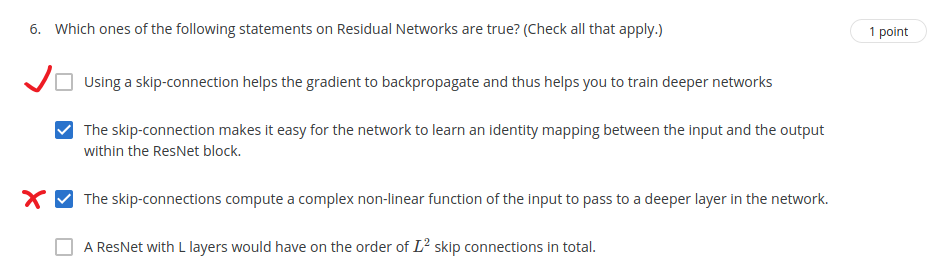 6. Which ones of the following statements on Residual Networks are true? (Check all that apply.)
1 point
Using a skip-connection helps the gradient to backpropagate and thus helps you to train deeper networks
The skip-connection makes it easy for the network to learn an identity mapping between the input and the output
within the ResNet block.
The skip-connections compute a complex non-linear function of the input to pass to a deeper layer in the network.
A ResNet with L layers would have on the order of L² skip connections in total.